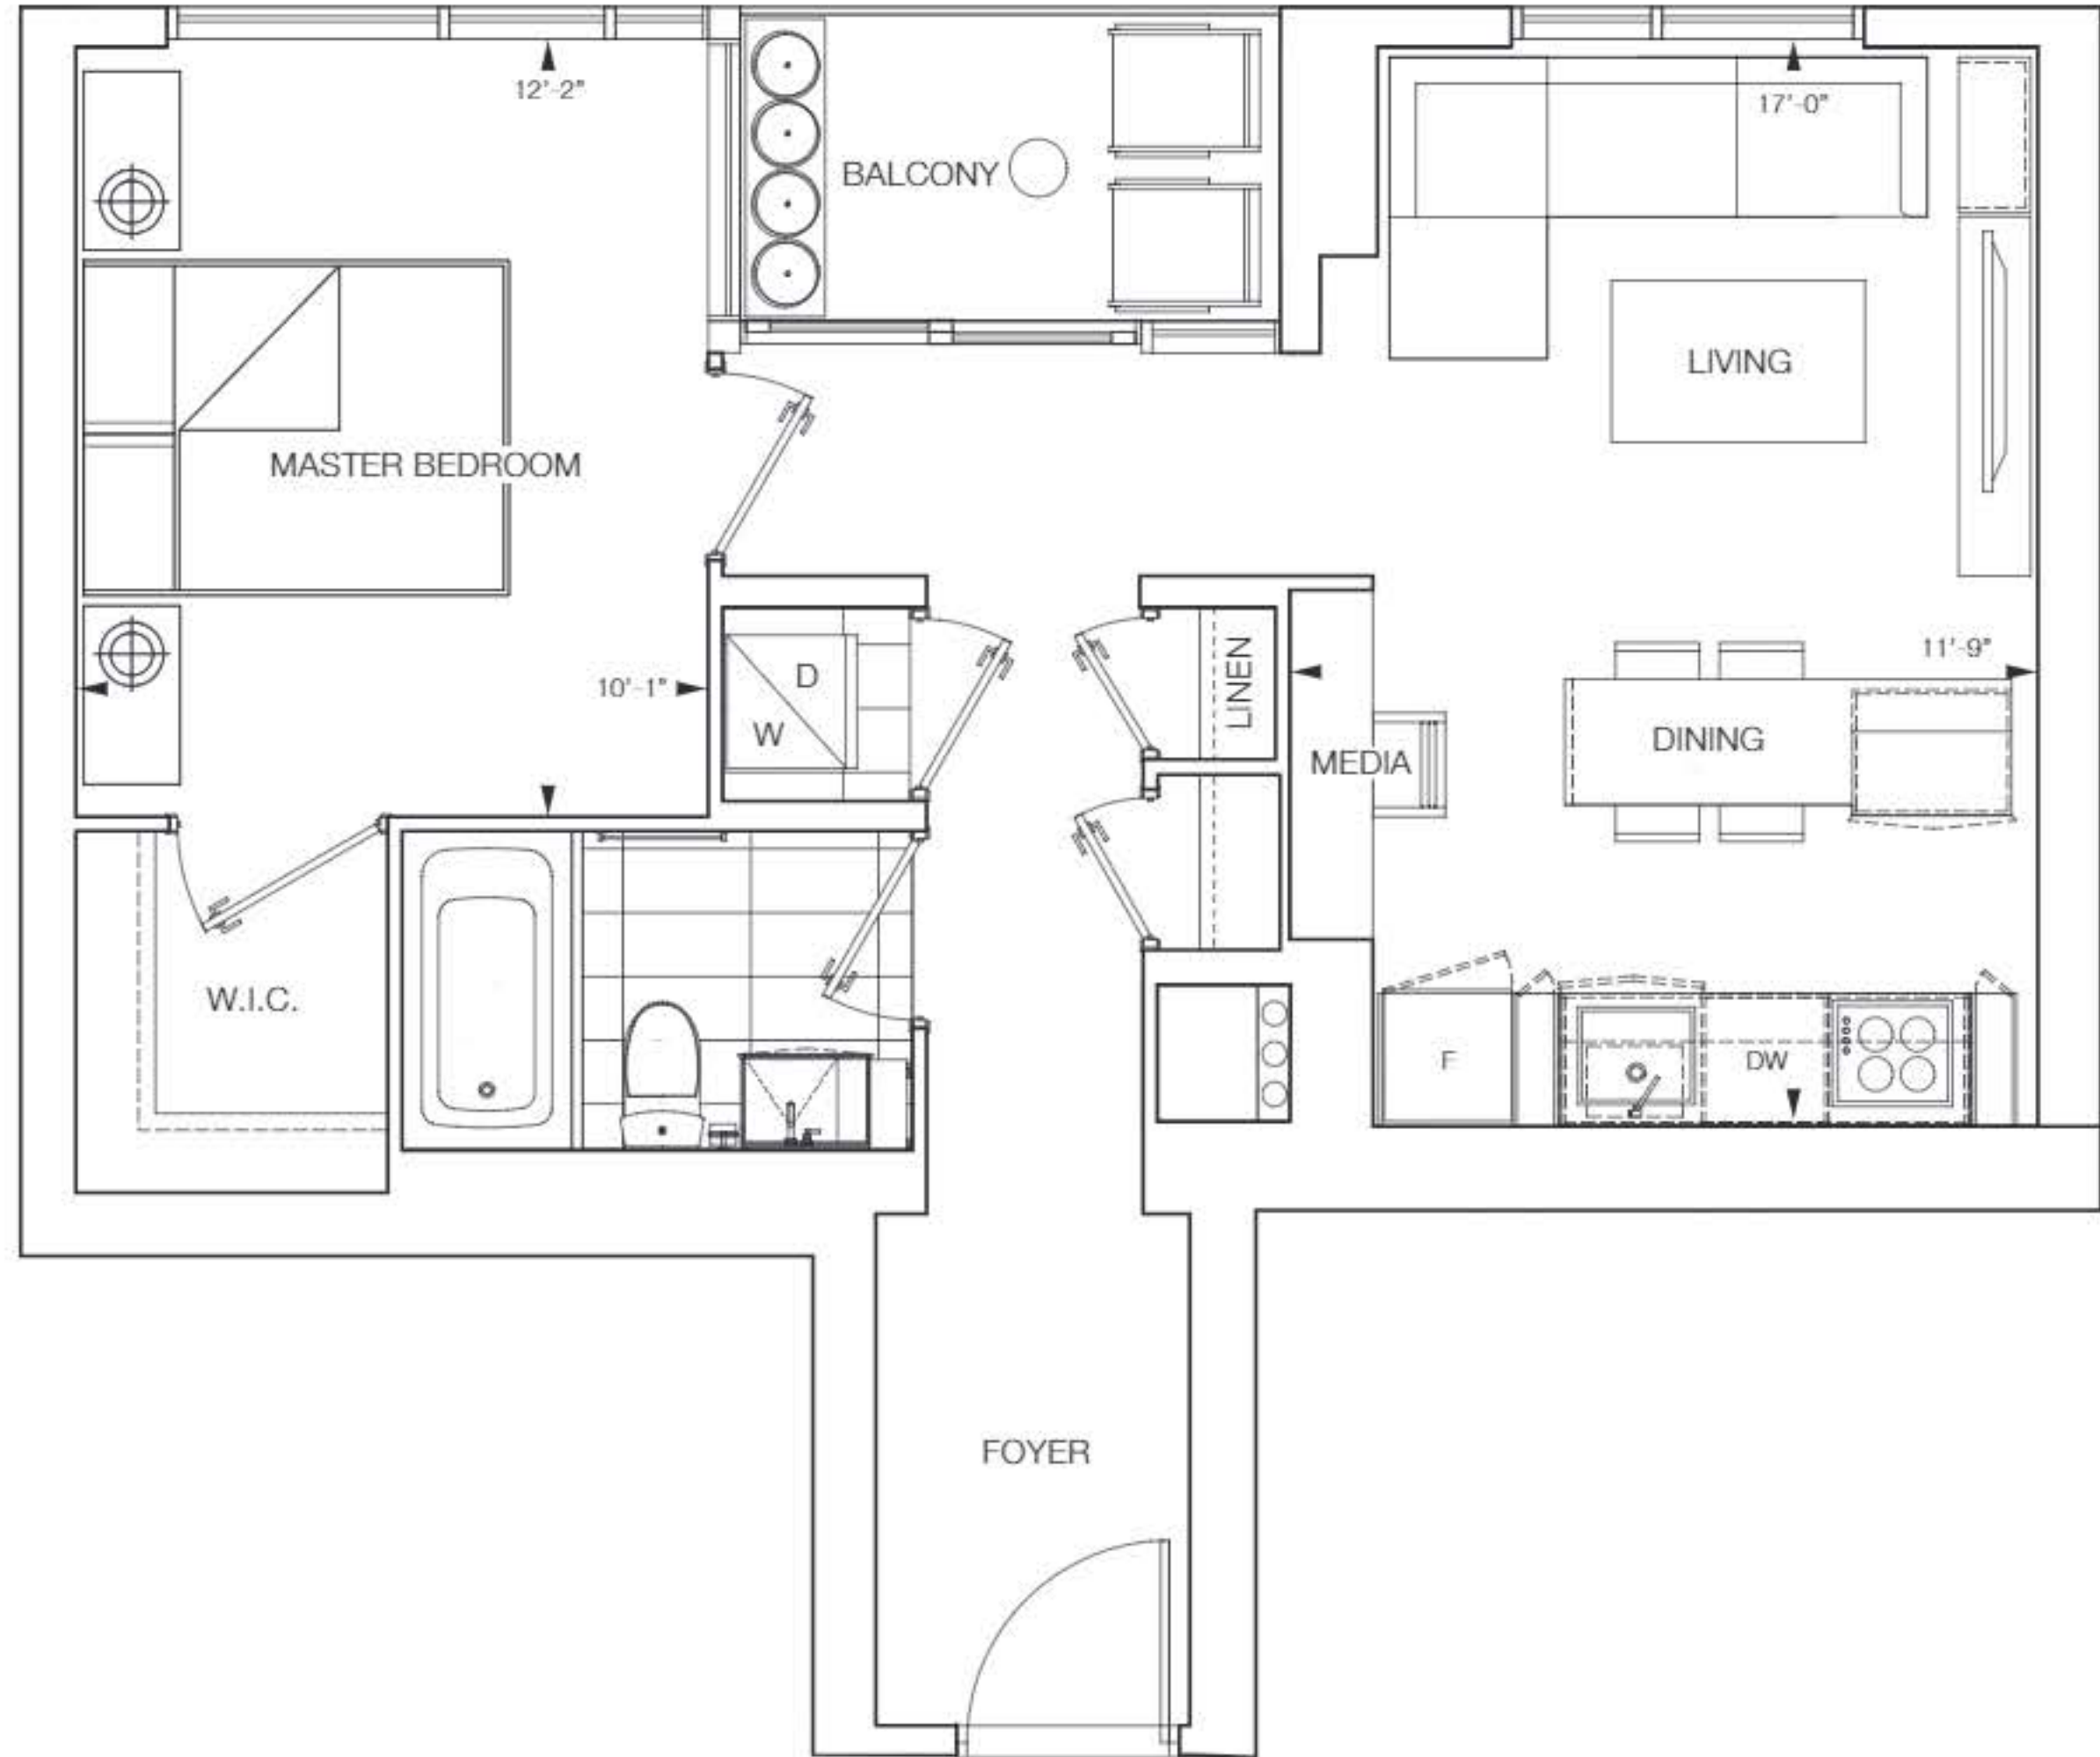 12'-2"
17'-0"
BALCONY
LIVING
MASTER BEDROOM
LINEN
11'-9"
10'-1"
D
W
DINING
MEDIA
W.I.C.
F
DW
FOYER